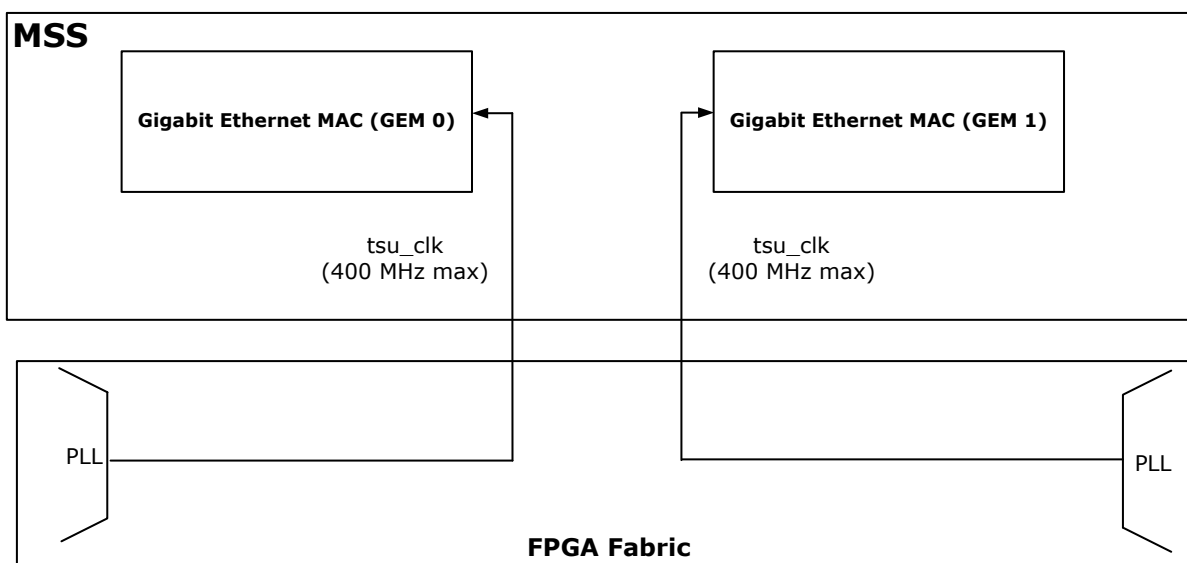 MSS
Gigabit Ethernet MAC (GEM 0)
Gigabit Ethernet MAC (GEM 1)
tsu_clk
(400 MHz max)
tsu_clk
(400 MHz max)
PLL
PLL
FPGA Fabric